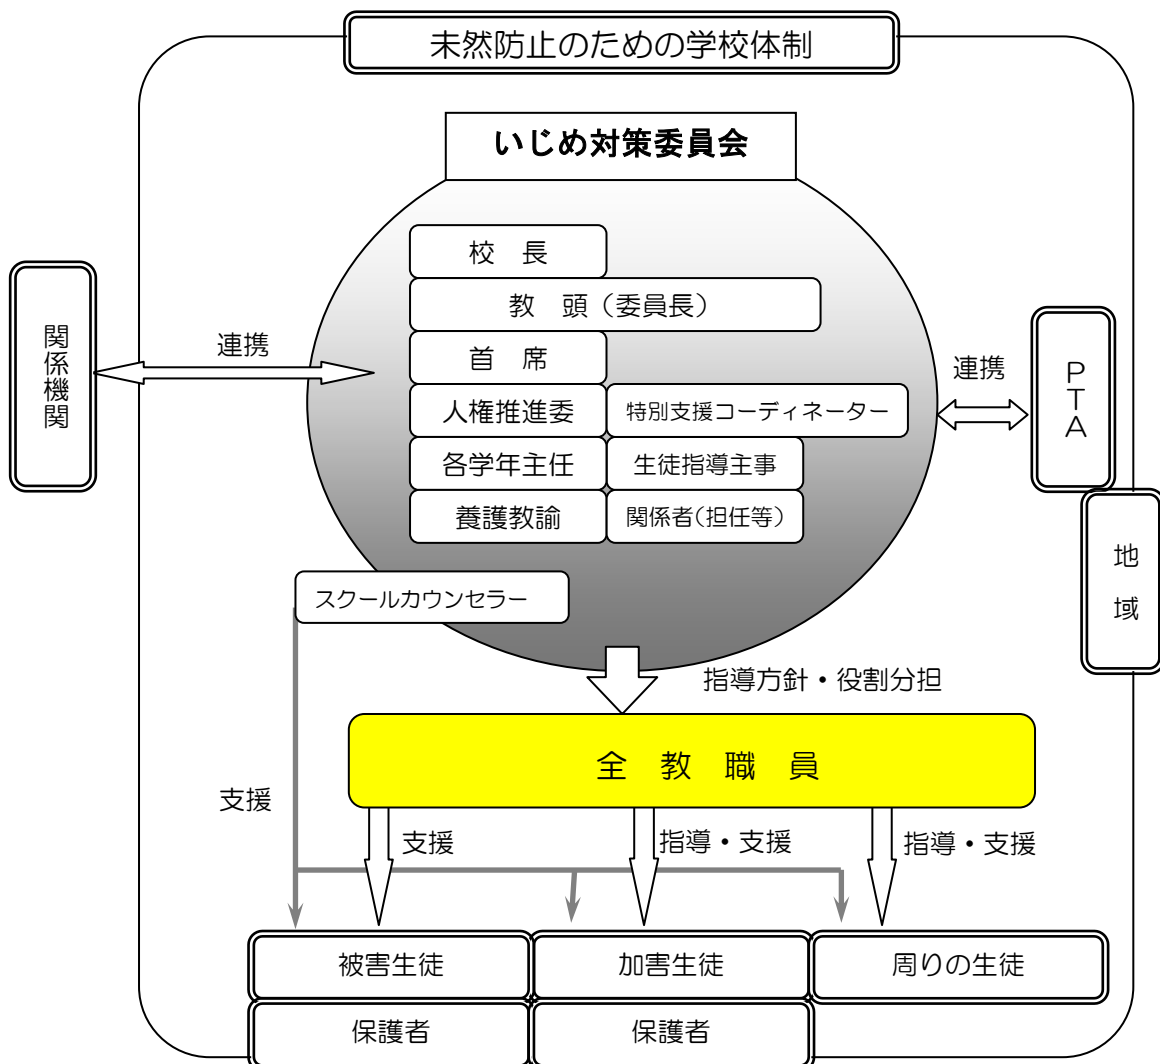 未然防止のための学校体制
いじめ対策委員会
校　長
教　頭（委員長）
首　席
人権推進委
特別支援コーディネーター
各学年主任
生徒指導主事
養護教諭
関係者(担任等)
スクールカウンセラー
関係機関
連携
連携
PTA
地域
指導方針・役割分担
全　教　職　員
支援
支援
指導・支援
指導・支援
被害生徒
加害生徒
周りの生徒
保護者
保護者